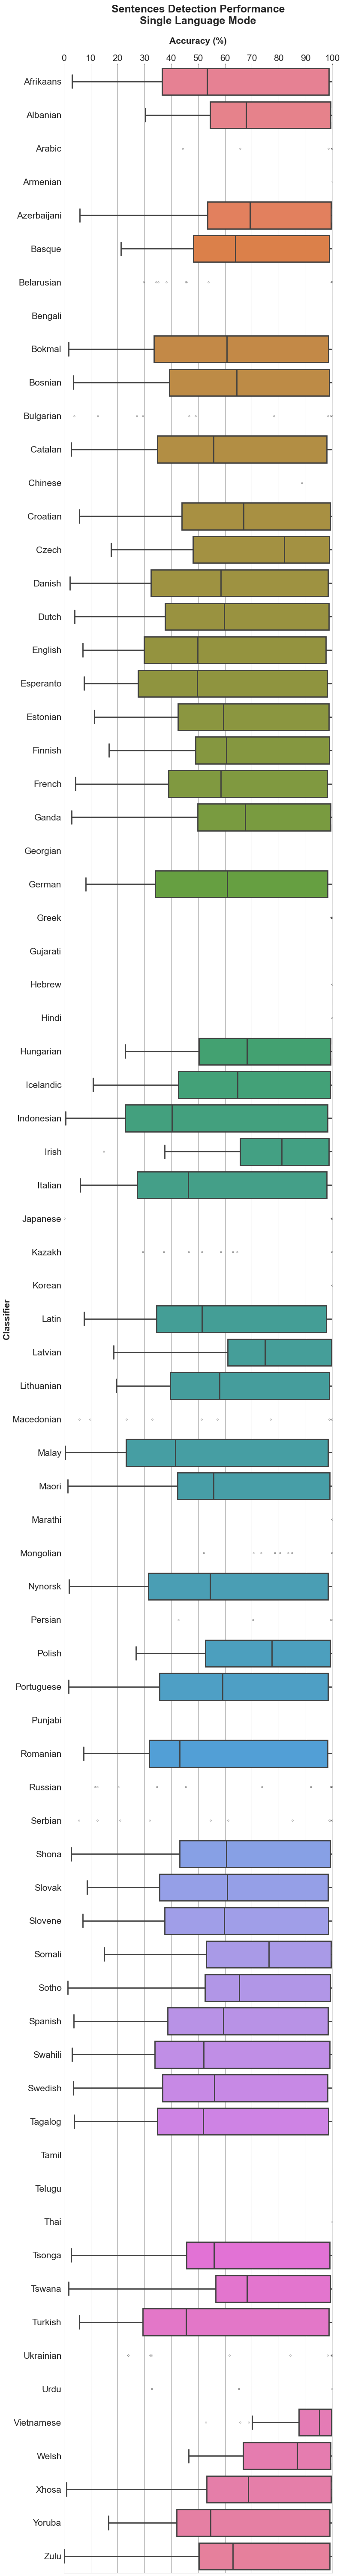 Sentences Detection Performance
Single Language Mode
Accuracy (%)
0 10 20 30 40 50 60 70 80 90 100
Afrikaans
Albanian
Arabic
Armenian
Azerbaijani
Basque
Belarusian
Bengali
Bokmal
Bosnian
Bulgarian
Catalan
Chinese
Croatian
Czech
Danish
Dutch
English
Esperanto
Estonian
Finnish
French
Ganda
Georgian
German
Greek
Gujarati
Hebrew
Hindi
Hungarian
Icelandic
Indonesian
Irish
Italian
Japanese
Kazakh
Korean
Classifier
Latin
Latvian
Lithuanian
Macedonian
Malay
Maori
Marathi
Mongolian
Nynorsk
Persian
Polish
Portuguese
Punjabi
Romanian
Russian
Serbian
Shona
Slovak
Slovene
Somali
Sotho
Spanish
Swahili
Swedish
Tagalog
Tamil
Telugu
Thai
Tsonga
Tswana
Turkish
Ukrainian
Urdu
Vietnamese
Welsh
Xhosa
Yoruba
Zulu